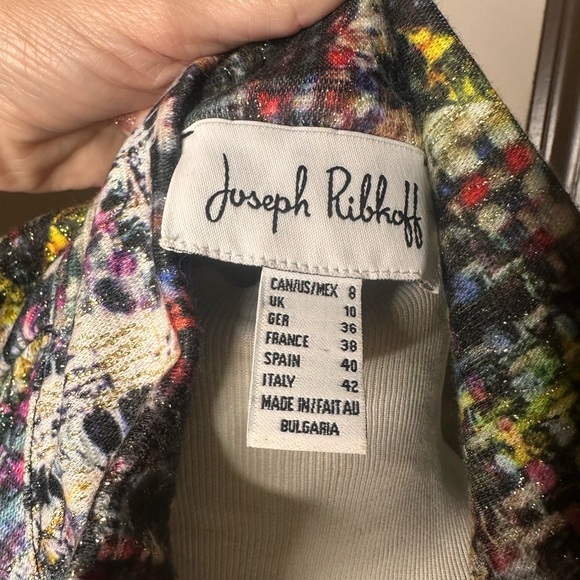 Joseph Ribkoff
CAN/US/MEX 8
UK 10
GER 36
FRANCE 38
SPAIN 40
ITALY 42
MADE IN/FAIT AU
BULGARIA